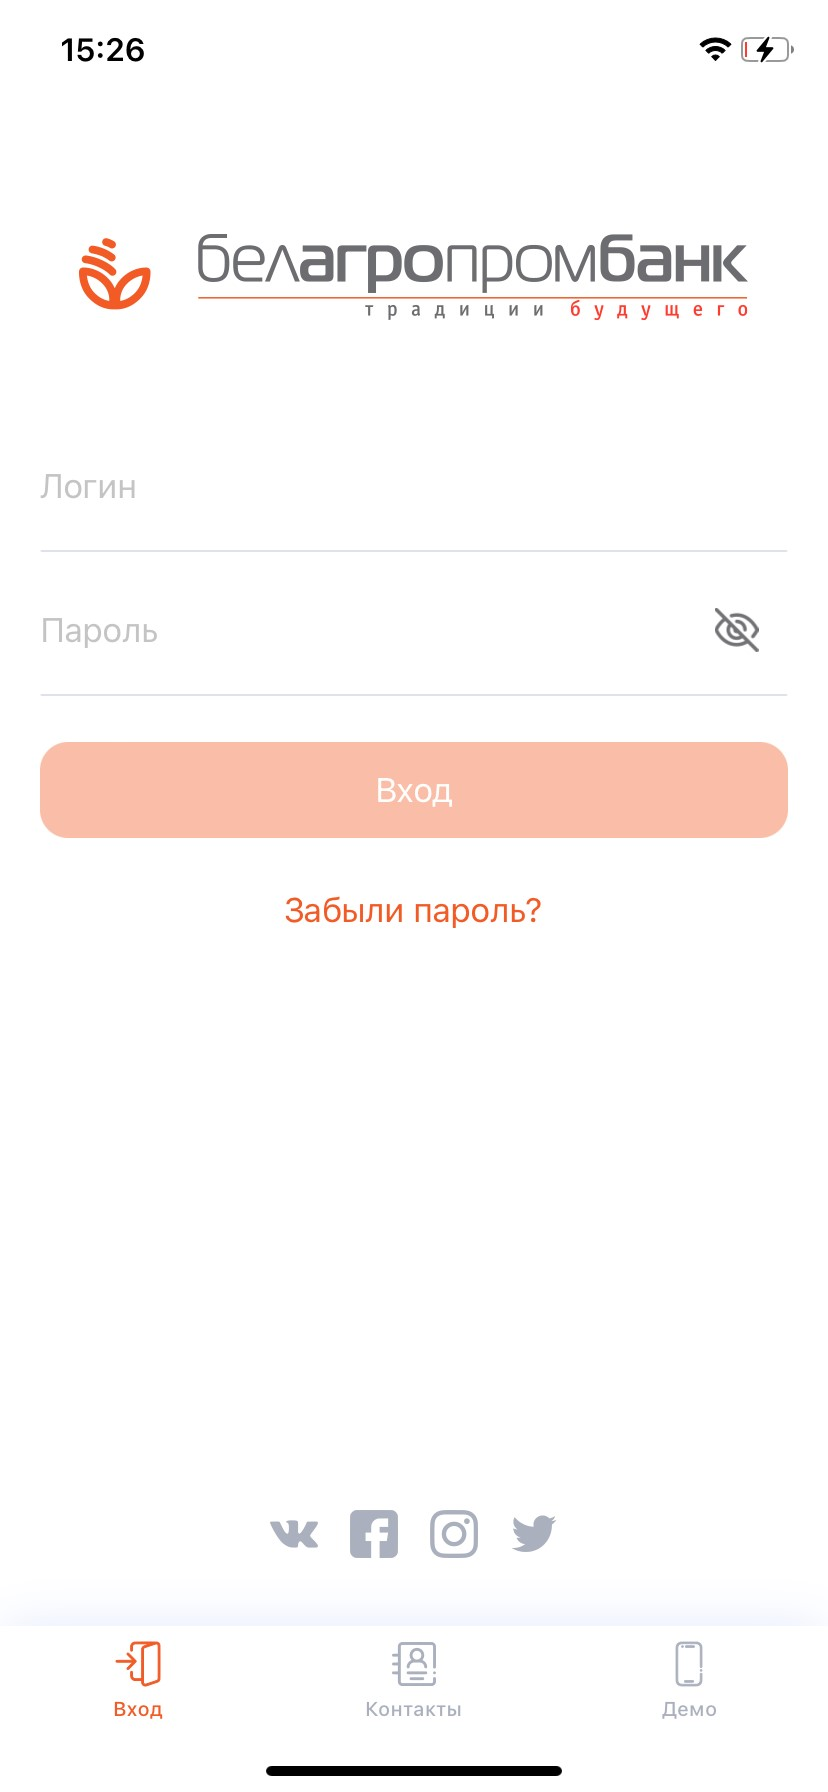 15:26
белагропромбанк
традиции будущего
Логин
Пароль
Вход
Забыли пароль?
Вход
Контакты
Демо